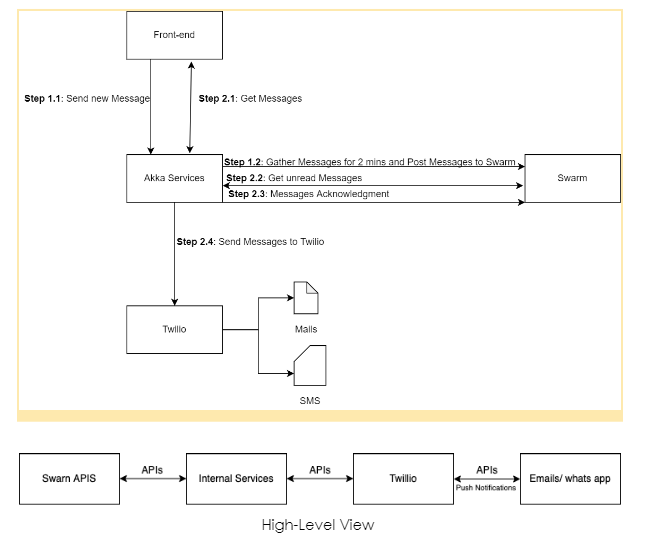 Front-end
Step 1.1: Send new Message
Step 2.1: Get Messages
Step 1.2: Gather Messages for 2 mins and Post Messages to Swarm
Akka Services
Step 2.2: Get unread Messages
Swarm
Step 2.3: Messages Acknowledgment
Step 2.4: Send Messages to Twilio
Twilio
Mails
SMS
Swarn APIS
APIs
Internal Services
APIs
Twillio
APIs
Push Notifications
Emails/ whats app
High-Level View